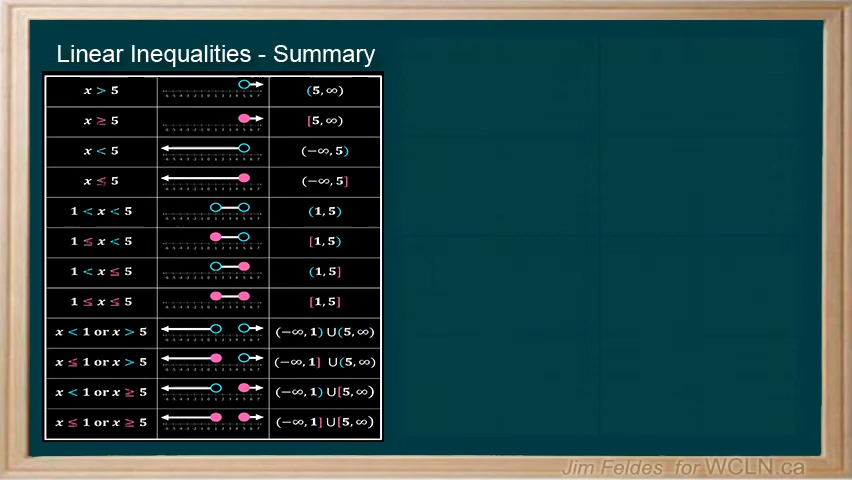 Linear Inequalities - Summary
x > 5 (5, ∞)
x ≥ 5 [5, ∞)
x < 5 (−∞, 5)
x ≤ 5 (−∞, 5]
1 < x < 5 (1, 5)
1 ≤ x < 5 [1, 5)
1 < x ≤ 5 (1, 5]
1 ≤ x ≤ 5 [1, 5]
x < 1 or x > 5 (−∞, 1) ∪(5, ∞)
x ≤ 1 or x > 5 (−∞, 1] ∪(5, ∞)
x < 1 or x ≥ 5 (−∞, 1) ∪[5, ∞)
x ≤ 1 or x ≥ 5 (−∞, 1] ∪[5, ∞)
Jim Feldes for WCLN.ca